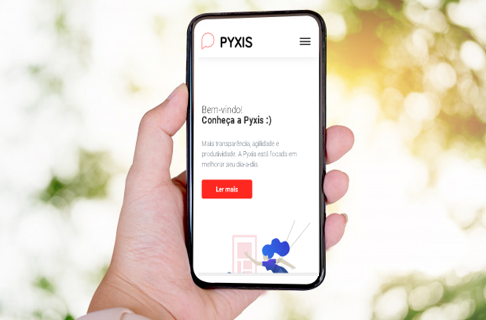 PYXIS
Bem-vindo!
Conheça a Pyxis :)
Mais transparência, agilidade e
produtividade. A Pyxis está focada em
melhorar seu dia-a-dia.
Ler mais